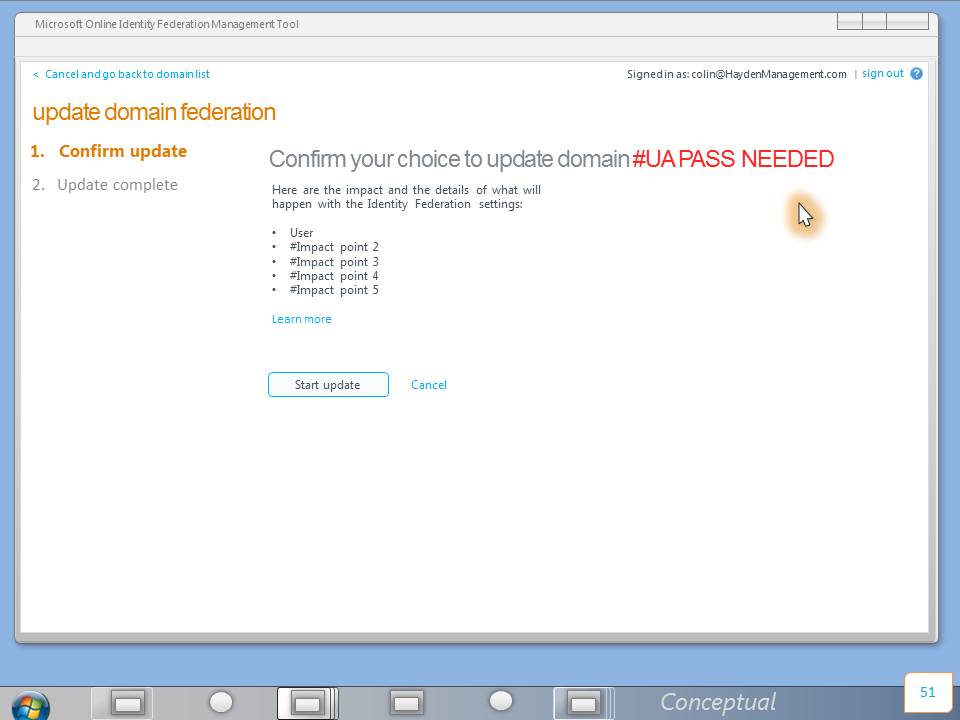 Microsoft Online Identity Federation Management Tool
< Cancel and go back to domain list
Signed in as: colin@HaydenManagement.com | sign out ?
update domain federation
1. Confirm update
2. Update complete
Confirm your choice to update domain #UA PASS NEEDED
Here are the impact and the details of what will
happen with the Identity Federation settings:
• User
• #Impact point 2
• #Impact point 3
• #Impact point 4
• #Impact point 5
Learn more
Start update
Cancel
Conceptual
51